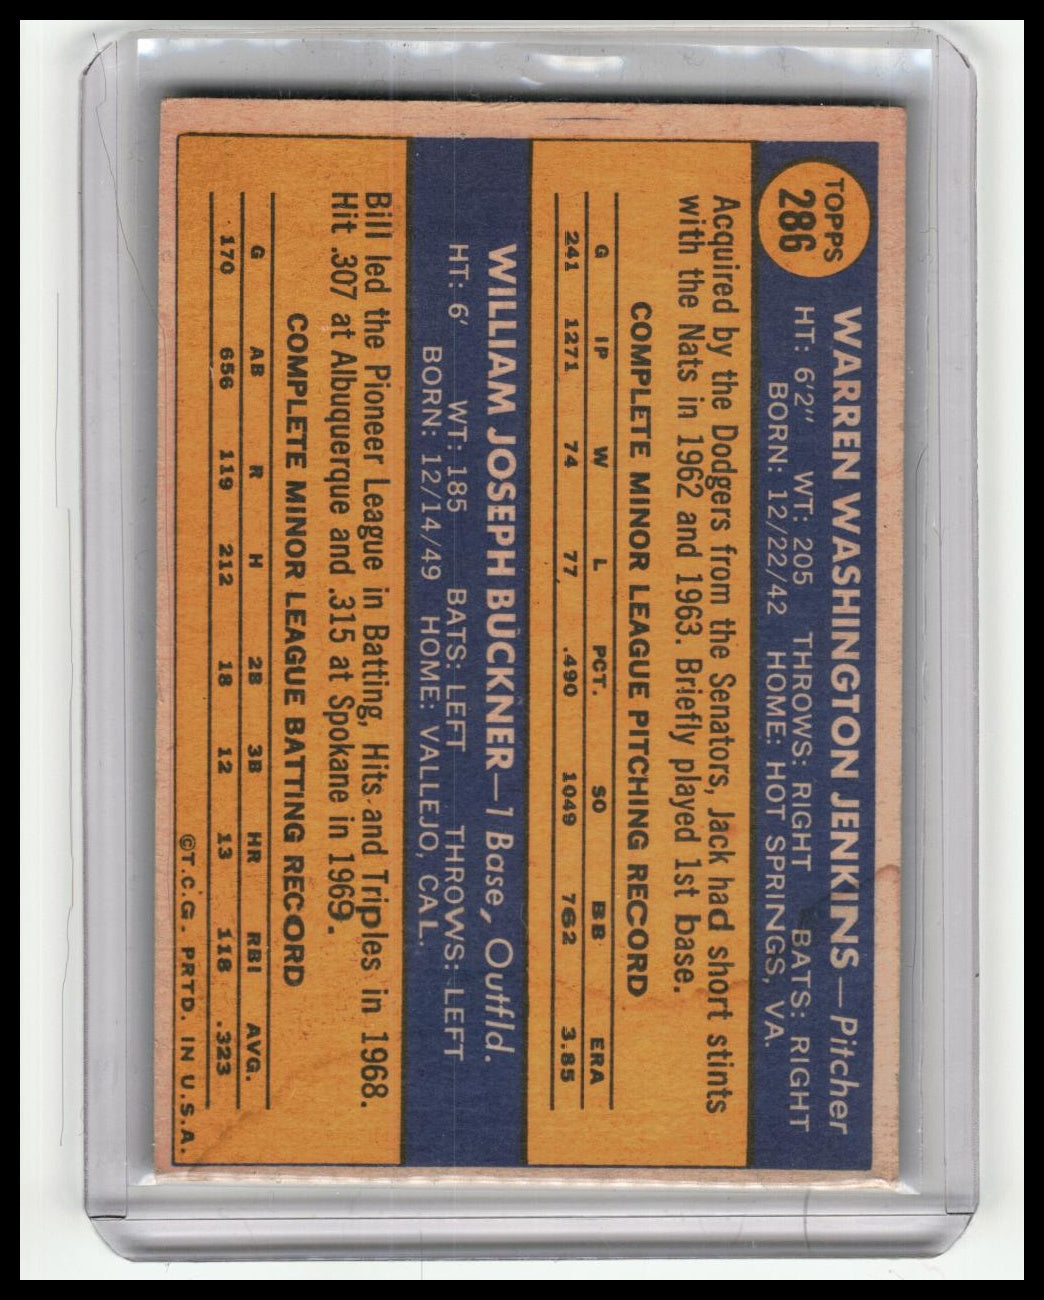 TOPPS
286
WARREN WASHINGTON JENKINS—Pitcher
HT: 6'2" WT: 205 THROWS: RIGHT BATS: RIGHT
BORN: 12/22/42 HOME: HOT SPRINGS, VA.
Acquired by the Dodgers from the Senators, Jack had short stints
with the Nats in 1962 and 1963. Briefly played 1st base.
COMPLETE MINOR LEAGUE PITCHING RECORD
G IP W L PCT. SO BB ERA
241 1271 74 77 .490 1049 762 3.85
WILLIAM JOSEPH BUCKNER—1 Base, Outfld.
HT: 6' WT: 185 BATS: LEFT THROWS: LEFT
BORN: 12/14/49 HOME: VALLEJO, CAL.
Bill led the Pioneer League in Batting, Hits and Triples in 1968.
Hit .307 at Albuquerque and .315 at Spokane in 1969.
COMPLETE MINOR LEAGUE BATTING RECORD
G AB R H 2B 3B HR RBI AVG.
170 656 119 212 18 12 13 118 .323
©T.C.G. PRTD. IN U.S.A.